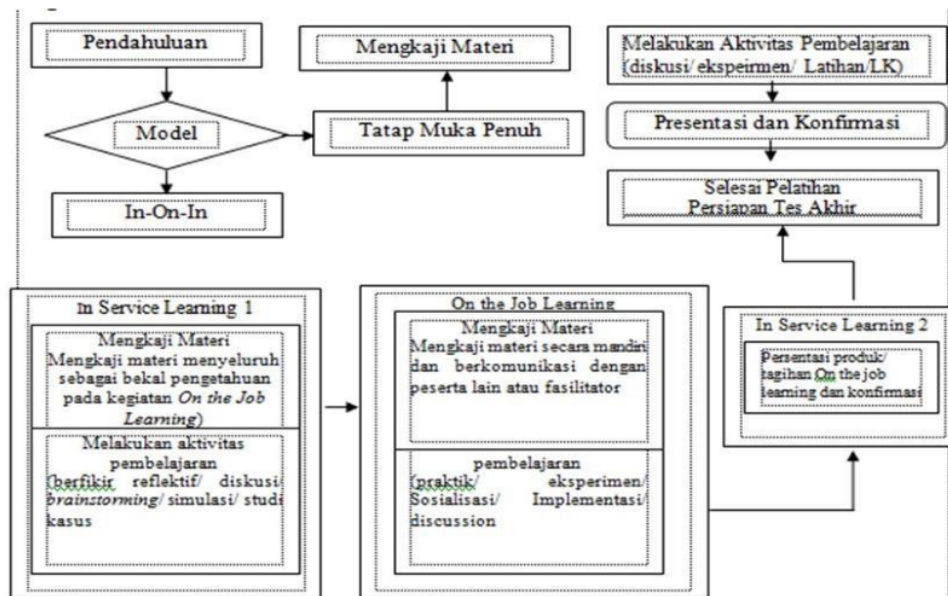 Pendahuluan
Model
In-On-In
Mengkaji Materi
Tatap Muka Penuh
Melakukan Aktivitas Pembelajaran
(diskusi/ ekspeirmen/ Latihan/LK)
Presentasi dan Konfirmasi
Selesai Pelatihan
Persiapan Tes Akhir
In Service Learning 1
Mengkaji Materi
Mengkaji materi menyeluruh
sebagai bekal pengetahuan
pada kegiatan On the Job
Learning)
Melakukan aktivitas
pembelajaran
(berfikir reflektif/ diskusi/
brainstorming/ simulasi/ studi
kasus
On the Job Learning
Mengkaji Materi
Mengkaji materi secara mandiri
dan berkomunikasi dengan
peserta lain atau fasilitator
pembelajaran
(praktik/ eksperimen/
Sosialisasi/ Implementasi/
discussion
In Service Learning 2
Persentasi produk/
tagihan On the job
learning dan konfirmasi